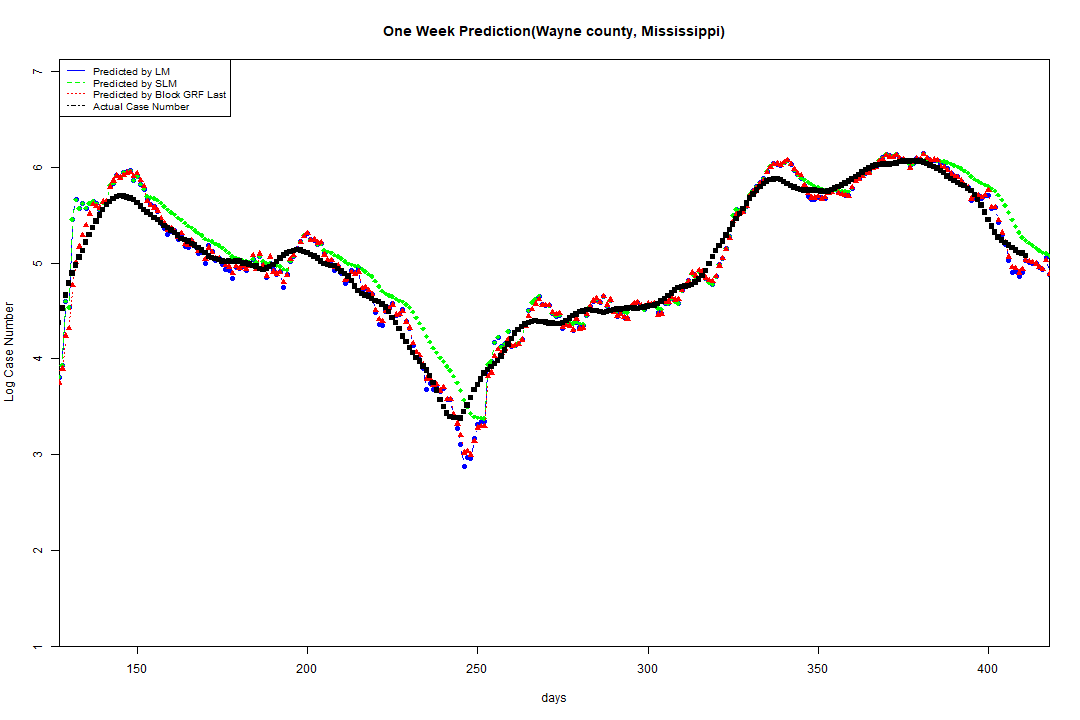 One Week Prediction(Wayne county, Mississippi)
Predicted by LM
Predicted by SLM
Predicted by Block GRF Last
Actual Case Number
7
6
5
4
3
2
1
Log Case Number
150 200 250 300 350 400
days